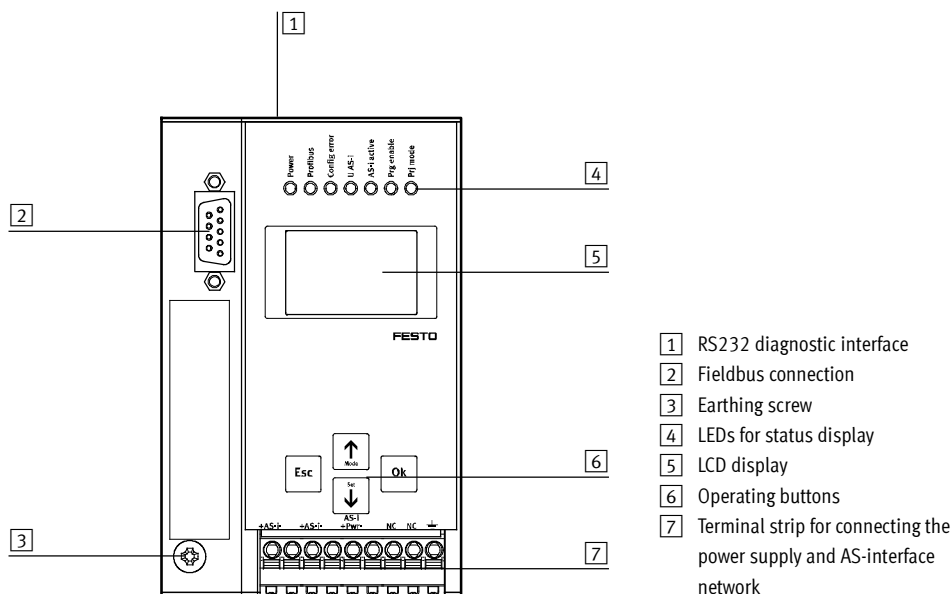 1
Power
Profibus
Config error
U AS-i
AS-i active
Prg enable
Prj mode
4
2
5
FESTO
1 RS232 diagnostic interface
2 Fieldbus connection
3 Earthing screw
4 LEDs for status display
5 LCD display
6 Operating buttons
7 Terminal strip for connecting the
power supply and AS-interface
network
Mode
Esc
Ok
6
Set
AS-i
+AS-i- +AS-i- +Pwr- NC NC
3
7